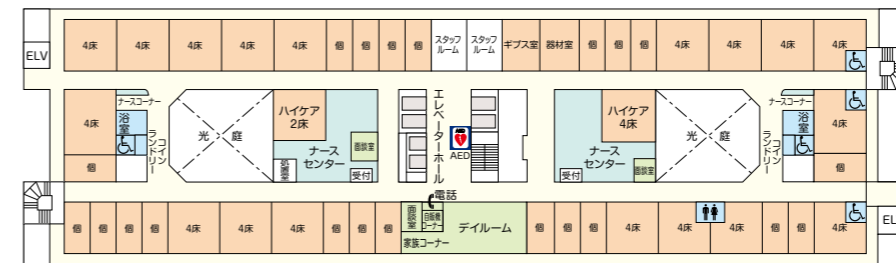 4床 4床 4床 4床 4床 個 個 個 個 スタッフルーム スタッフルーム ギプス室 器材室 個 個 個 4床 4床 4床 4床
ELV
ナースコーナー
4床
浴室
コインランドリー
光庭
ハイケア
2床
ナース
センター
面談室
処置室
受付
個
エレベーターホール
AED
AED
ハイケア
4床
ナース
センター
受付
面談室
光庭
コインランドリー
ナースコーナー
浴室
4床
個
電話
個 個 個 個 4床 4床 4床 個 個 個 面談室 自販機コーナー デイルーム 個 個 個 4床 4床 4床 個 個 4床
家族コーナー
EL